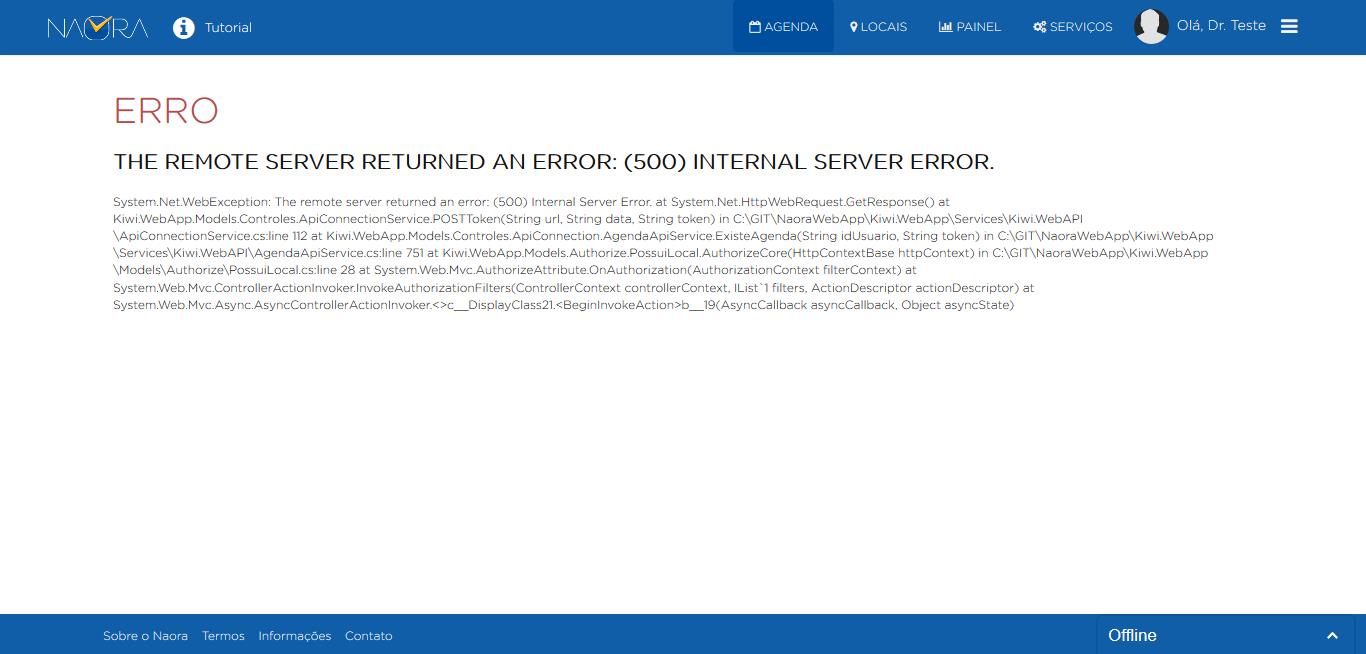 NAORA
Tutorial
AGENDA
LOCAIS
PAINEL
SERVIÇOS
Olá, Dr. Teste
ERRO
THE REMOTE SERVER RETURNED AN ERROR: (500) INTERNAL SERVER ERROR.
System.Net.WebException: The remote server returned an error: (500) Internal Server Error. at System.Net.HttpWebRequest.GetResponse() at
Kiwi.WebApp.Models.Controles.ApiConnectionService.POSTToken(String url, String data, String token) in C:\GIT\NaoraWebApp\Kiwi.WebApp\Services\Kiwi.WebAPI
\ApiConnectionService.cs:line 112 at Kiwi.WebApp.Models.Controles.ApiConnection.AgendaApiService.ExisteAgenda(String idUsuario, String token) in C:\GIT\NaoraWebApp\Kiwi.WebApp
\Services\Kiwi.WebAPI\AgendaApiService.cs:line 751 at Kiwi.WebApp.Models.Authorize.PossuiLocal.AuthorizeCore(HttpContextBase httpContext) in C:\GIT\NaoraWebApp\Kiwi.WebApp
\Models\Authorize\PossuiLocal.cs:line 28 at System.Web.Mvc.AuthorizeAttribute.OnAuthorization(AuthorizationContext filterContext) at
System.Web.Mvc.ControllerActionInvoker.InvokeAuthorizationFilters(ControllerContext controllerContext, IList`1 filters, ActionDescriptor actionDescriptor) at
System.Web.Mvc.Async.AsyncControllerActionInvoker.<>c__DisplayClass21.<BeginInvokeAction>b__19(AsyncCallback asyncCallback, Object asyncState)
Sobre o Naora
Termos
Informações
Contato
Offline